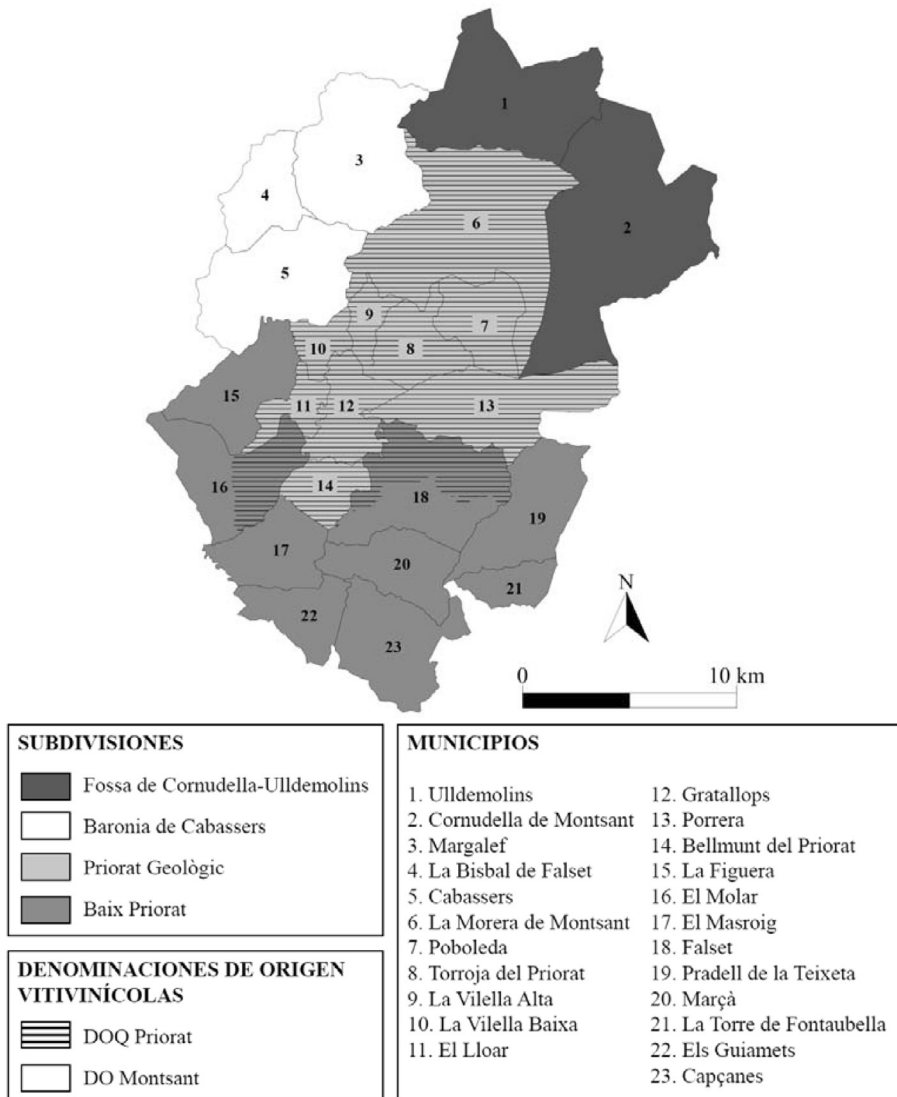 1
3
4
2
6
5
9
7
10
8
15
11
12
13
14
16
18
19
17
20
21
22
23
N
0
10 km
SUBDIVISIONES
Fossa de Cornudella-Ulldemolins
Baronia de Cabassers
Priorat Geològic
Baix Priorat
DENOMINACIONES DE ORIGEN
VITIVINÍCOLAS
DOQ Priorat
DO Montsant
MUNICIPIOS
1. Ulldemolins
2. Cornudella de Montsant
3. Margalef
4. La Bisbal de Falset
5. Cabassers
6. La Morera de Montsant
7. Poboleda
8. Torroja del Priorat
9. La Vilella Alta
10. La Vilella Baixa
11. El Lloar
12. Gratallops
13. Porrera
14. Bellmunt del Priorat
15. La Figuera
16. El Molar
17. El Masroig
18. Falset
19. Pradell de la Teixeta
20. Marçà
21. La Torre de Fontaubella
22. Els Guiamets
23. Capçanes